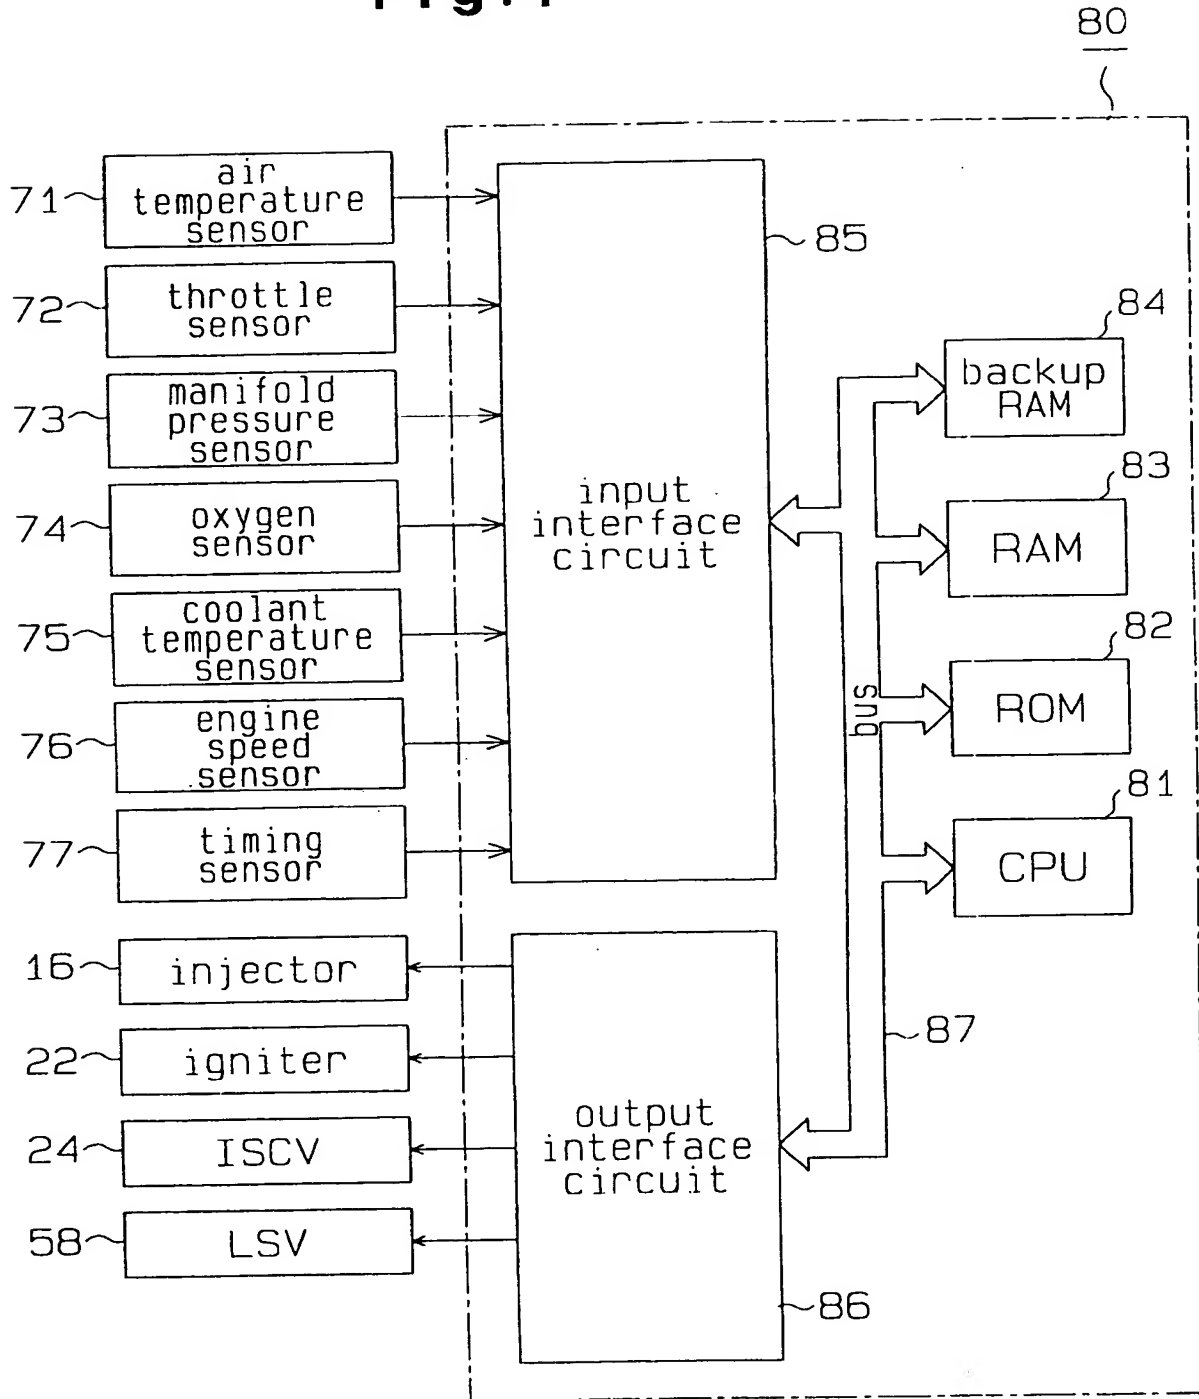 80
71
air
temperature
sensor
72
throttle
sensor
73
manifold
pressure
sensor
74
oxygen
sensor
75
coolant
temperature
sensor
76
engine
speed
sensor
77
timing
sensor
16
injector
22
igniter
24
ISCV
58
LSV
input
interface
circuit
85
output
interface
circuit
86
bus
87
84
backup
RAM
83
RAM
82
ROM
81
CPU